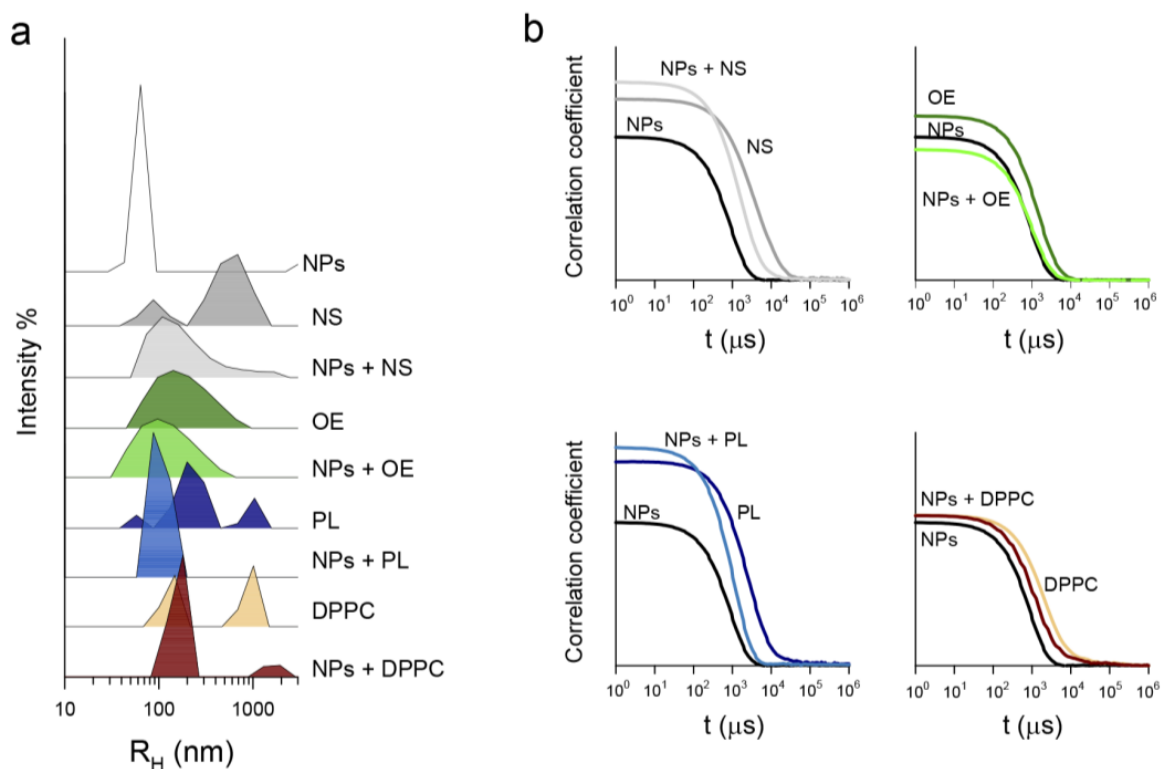 a
Intensity %
NPs
NS
NPs + NS
OE
NPs + OE
PL
NPs + PL
DPPC
NPs + DPPC
10 100 1000
R_H (nm)
b
Correlation coefficient
NPs + NS
NPs
NS
10^0 10^1 10^2 10^3 10^4 10^5 10^6
t (μs)
OE
NPs
NPs + OE
10^0 10^1 10^2 10^3 10^4 10^5 10^6
t (μs)
Correlation coefficient
NPs + PL
NPs
PL
10^0 10^1 10^2 10^3 10^4 10^5 10^6
t (μs)
NPs + DPPC
NPs
DPPC
10^0 10^1 10^2 10^3 10^4 10^5 10^6
t (μs)